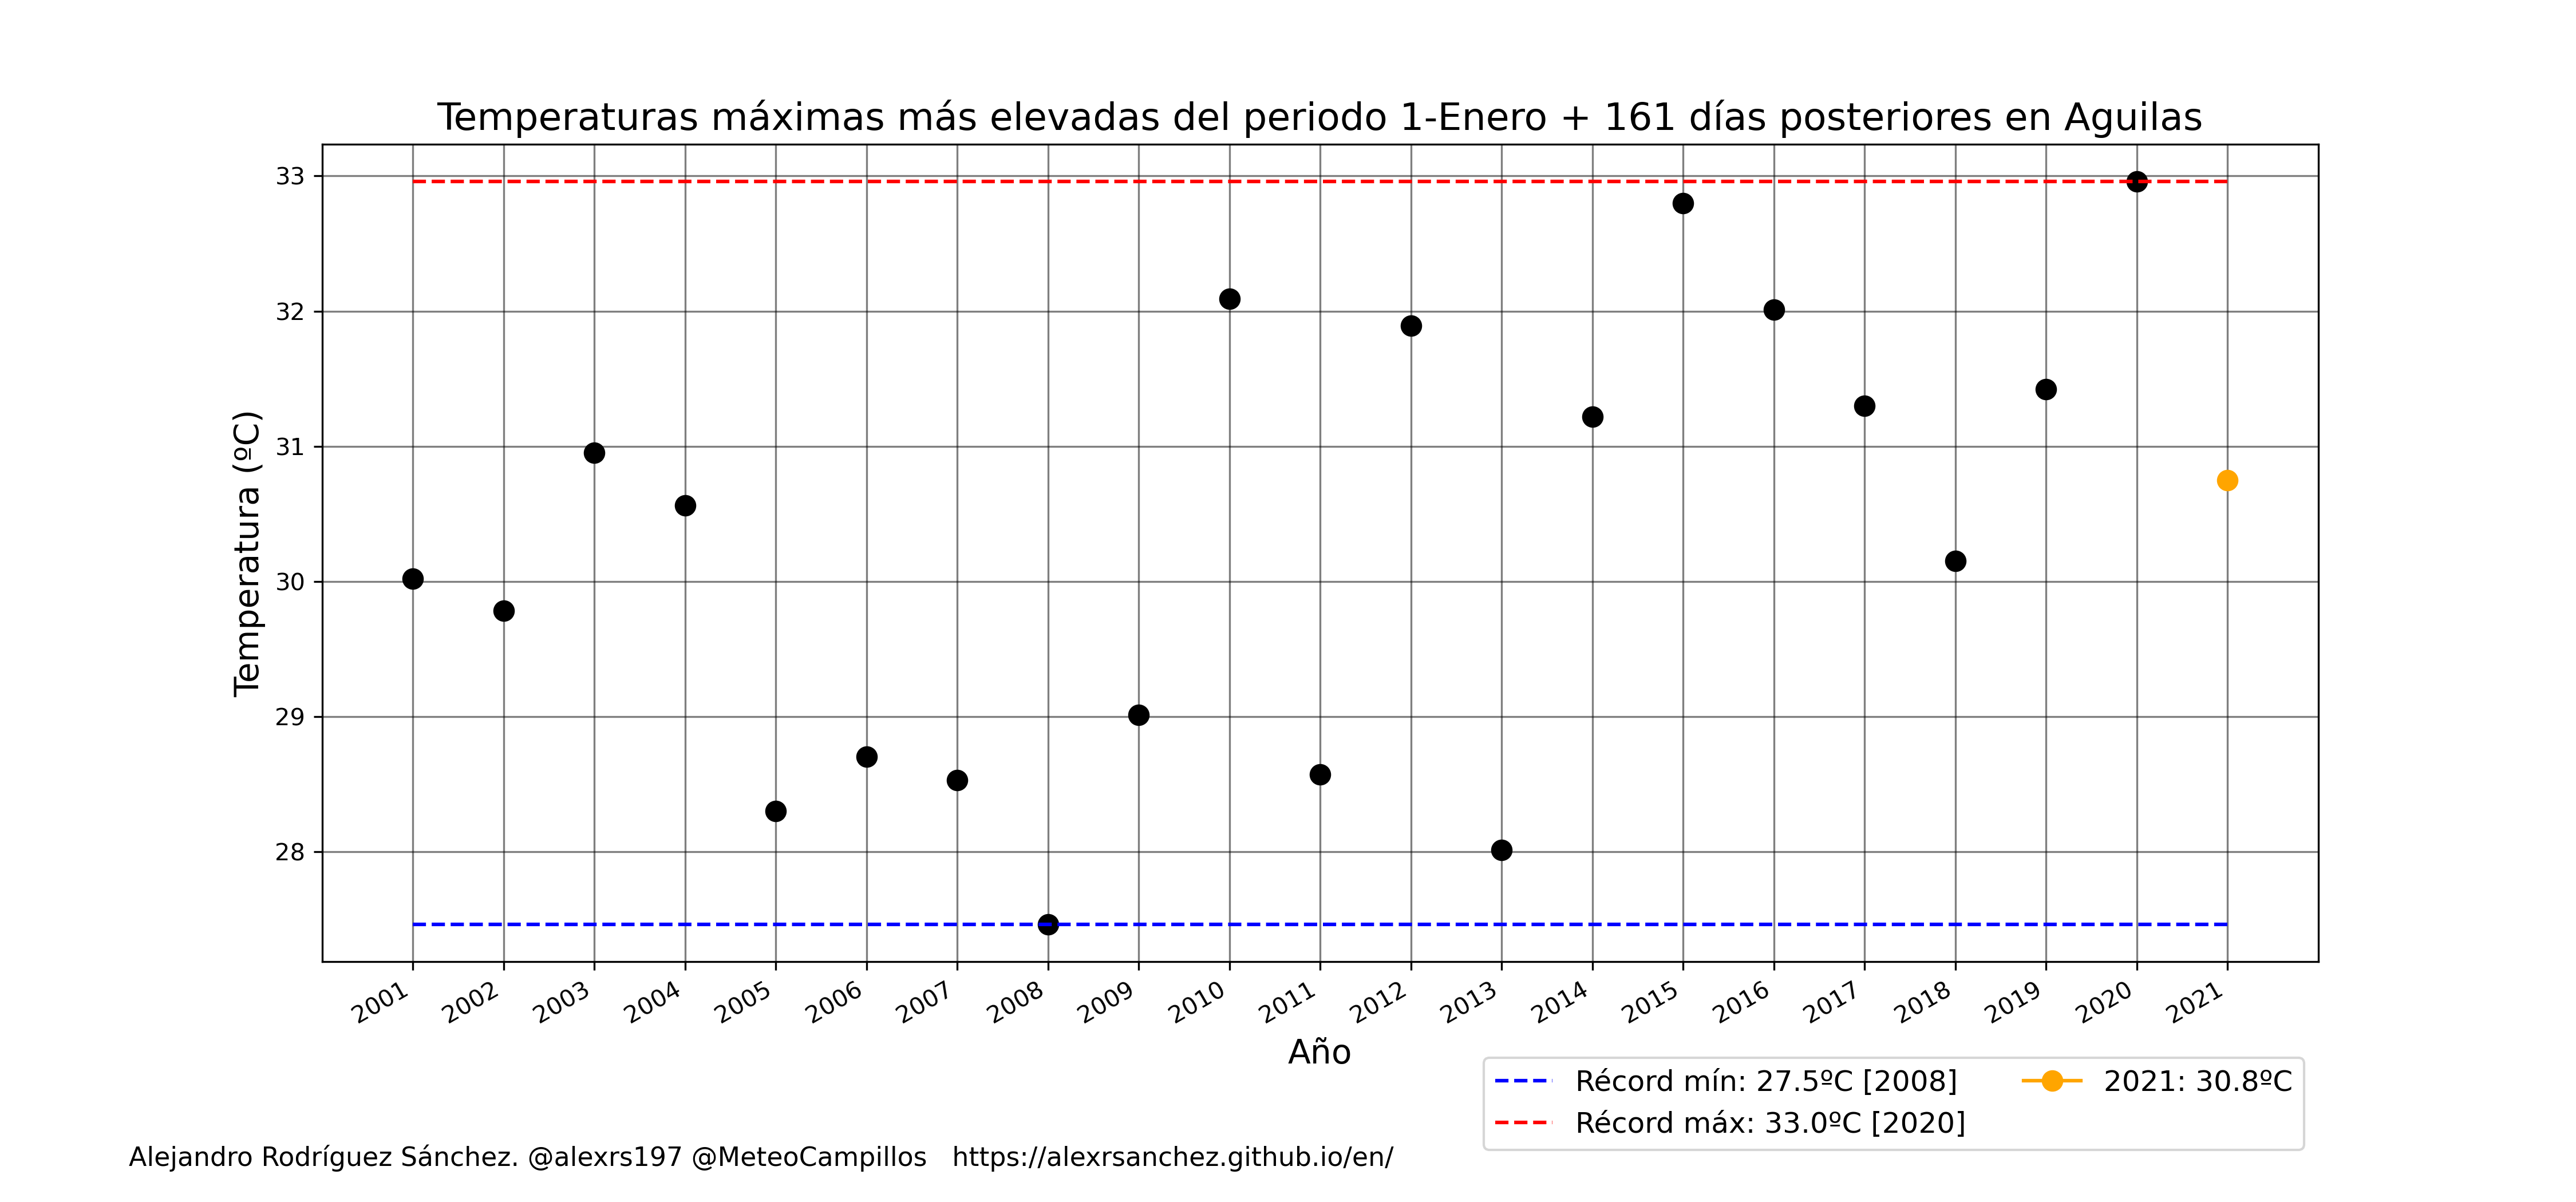 Temperaturas máximas más elevadas del periodo 1-Enero + 161 días posteriores en Aguilas
Temperatura (ºC)
33
32
31
30
29
28
2001 2002 2003 2004 2005 2006 2007 2008 2009 2010 2011 2012 2013 2014 2015 2016 2017 2018 2019 2020 2021
Año
Récord mín: 27.5ºC [2008]
Récord máx: 33.0ºC [2020]
2021: 30.8ºC
Alejandro Rodríguez Sánchez. @alexrs197 @MeteoCampillos https://alexrsanchez.github.io/en/